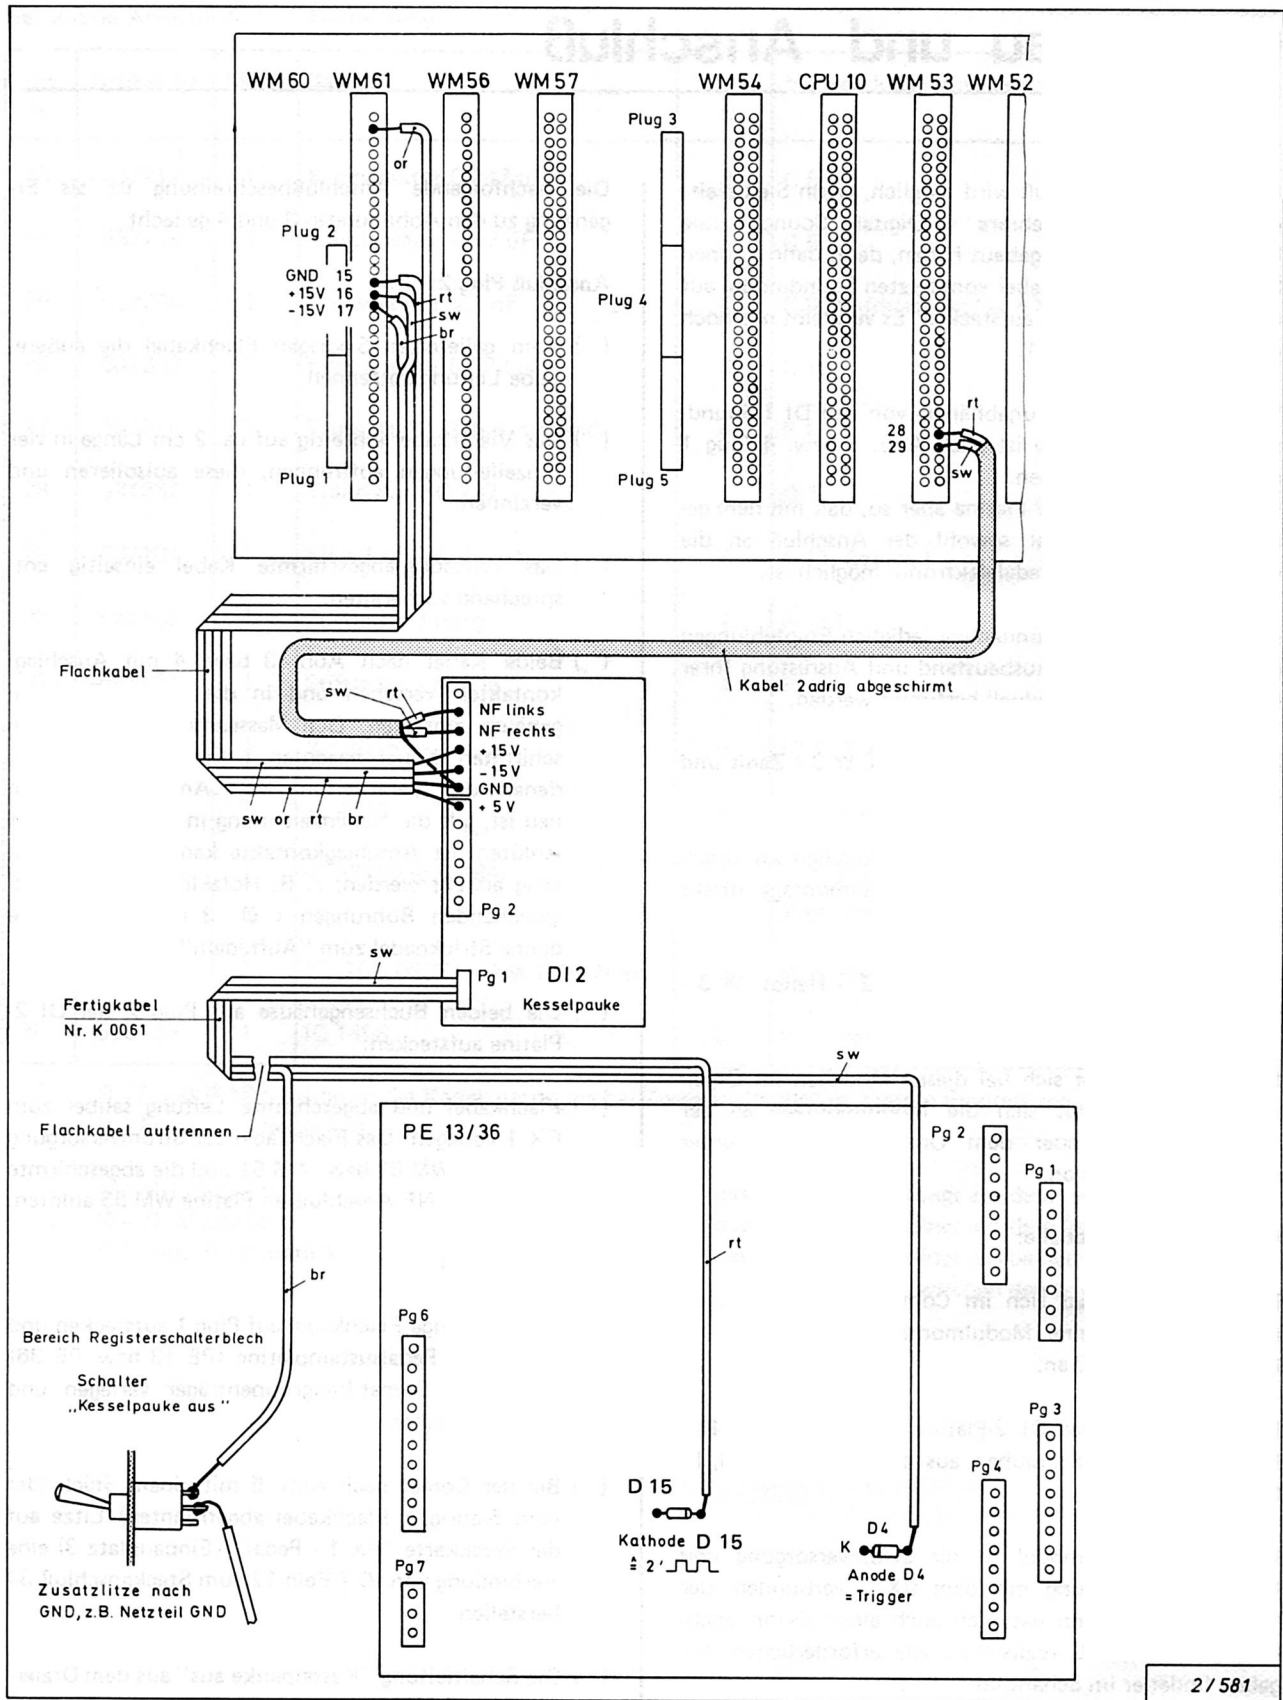 WM 60 WM 61 WM 56 WM 57 WM 54 CPU 10 WM 53 WM 52
Plug 3
or
Plug 2
GND 15
+15V 16
-15V 17
rt
sw
br
Plug 4
rt
28
29
sw
Plug 1
Plug 5
Flachkabel
Kabel 2adrig abgeschirmt
sw rt
NF links
NF rechts
+15V
-15V
GND
+ 5V
sw or rt br
Pg 2
sw
Pg 1 DI 2
Kesselpauke
Fertigkabel
Nr. K 0061
sw
Flachkabel auftrennen
PE 13/36
Pg 2
Pg 1
rt
br
Pg 6
Bereich Registerschalterblech
Schalter
„Kesselpauke aus"
Pg 3
Pg 4
D 15
Kathode D 15
≙ 2'
D4
K
Anode D4
= Trigger
Pg 7
Zusatzlitze nach
GND, z.B. Netzteil GND
2/581